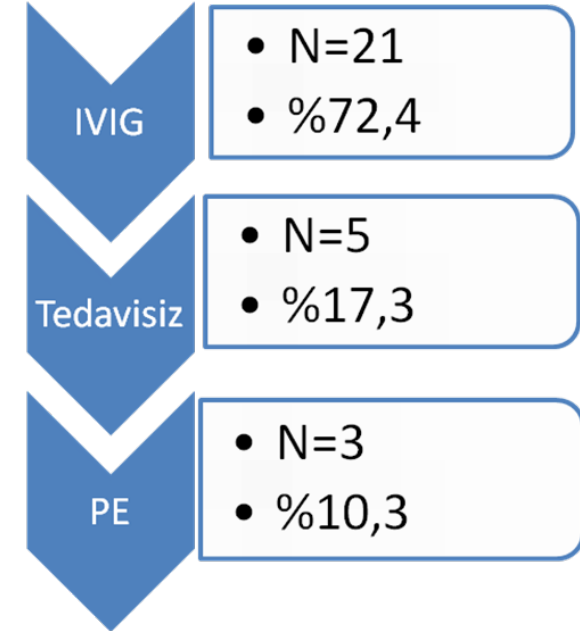 IVIG
• N=21
• %72,4
Tedavisiz
• N=5
• %17,3
PE
• N=3
• %10,3